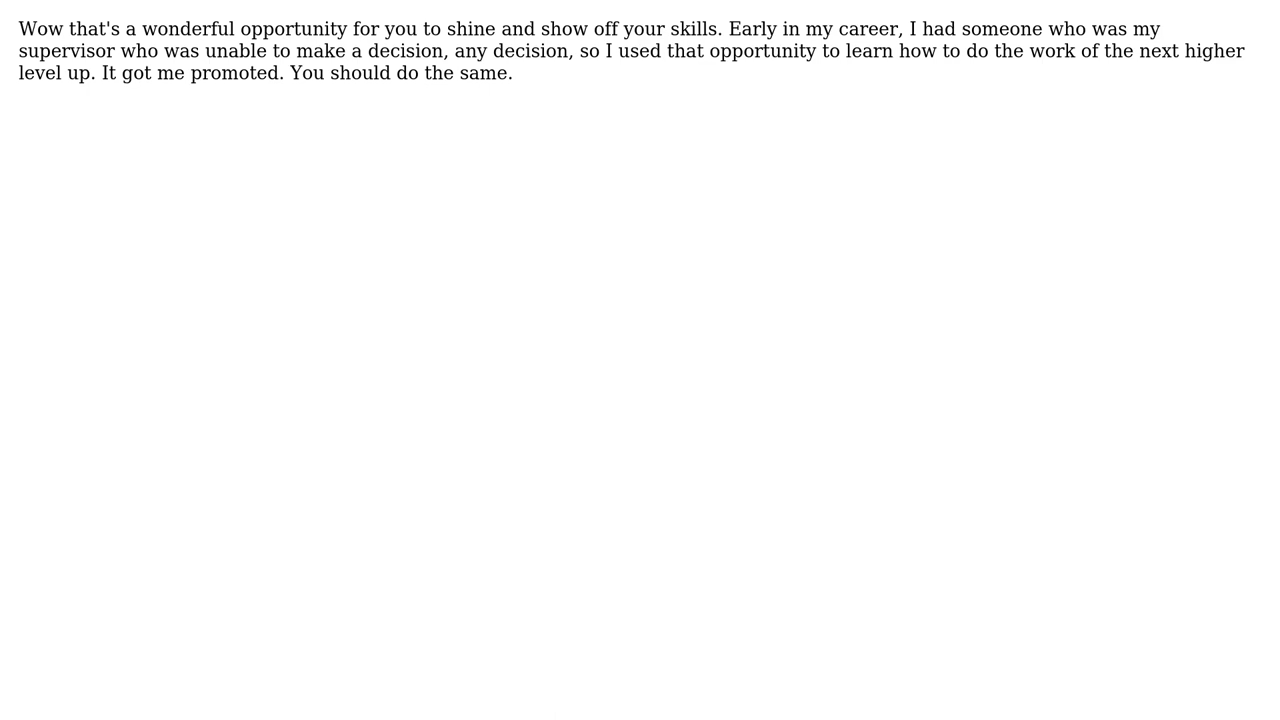 Wow that's a wonderful opportunity for you to shine and show off your skills. Early in my career, I had someone who was my
supervisor who was unable to make a decision, any decision, so I used that opportunity to learn how to do the work of the next higher
level up. It got me promoted. You should do the same.